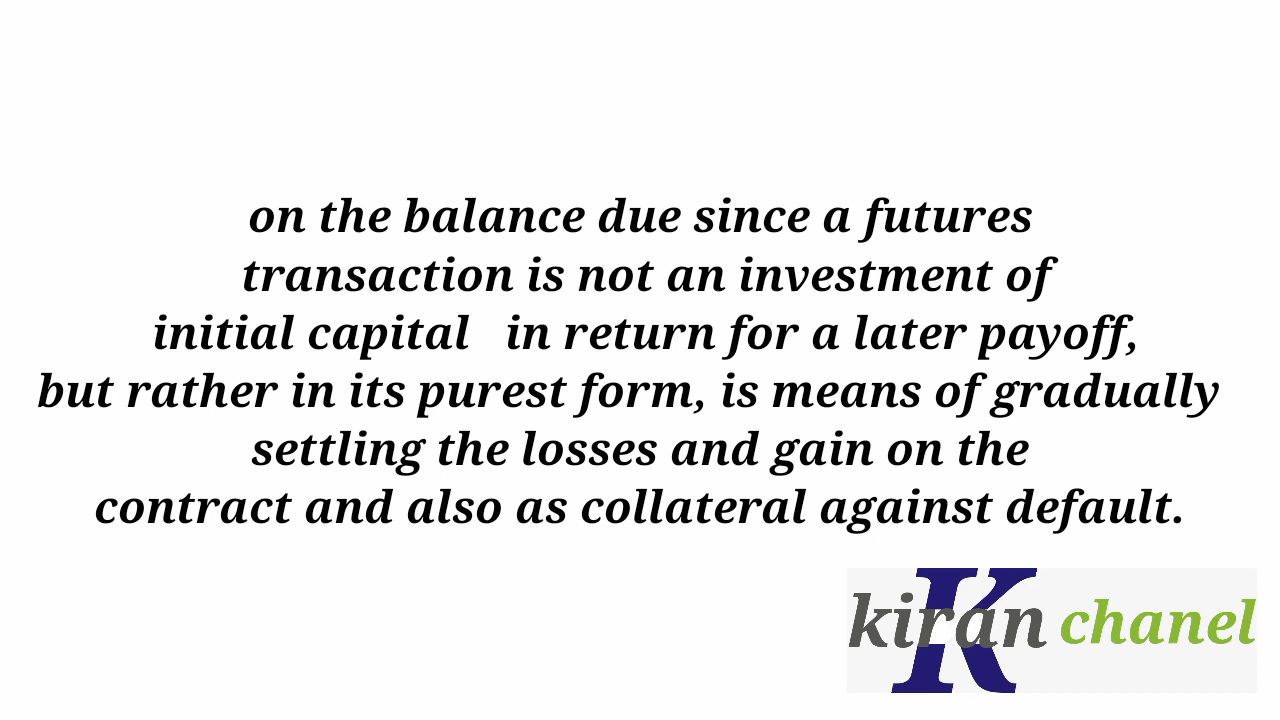 on the balance due since a futures
transaction is not an investment of
initial capital   in return for a later payoff,
but rather in its purest form, is means of gradually
settling the losses and gain on the
contract and also as collateral against default.
K
kiran chanel